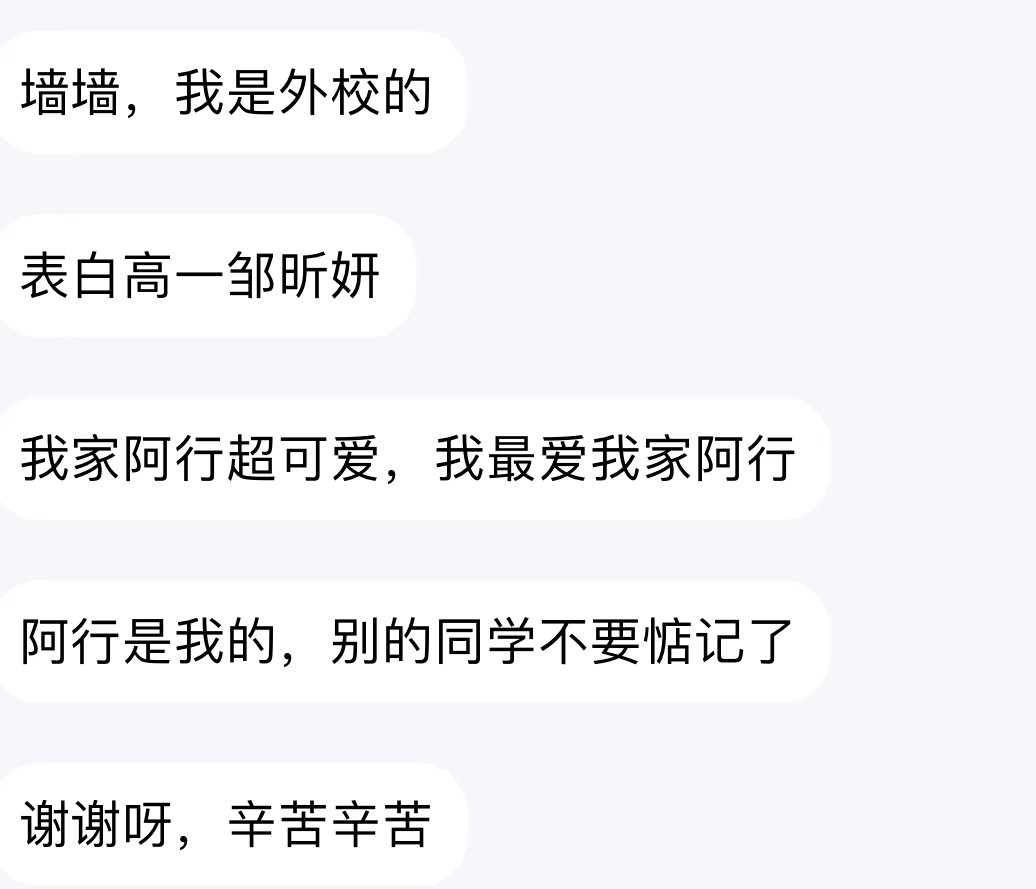 墙墙，我是外校的
表白高一邹昕妍
我家阿行超可爱，我最爱我家阿行
阿行是我的，别的同学不要惦记了
谢谢呀，辛苦辛苦